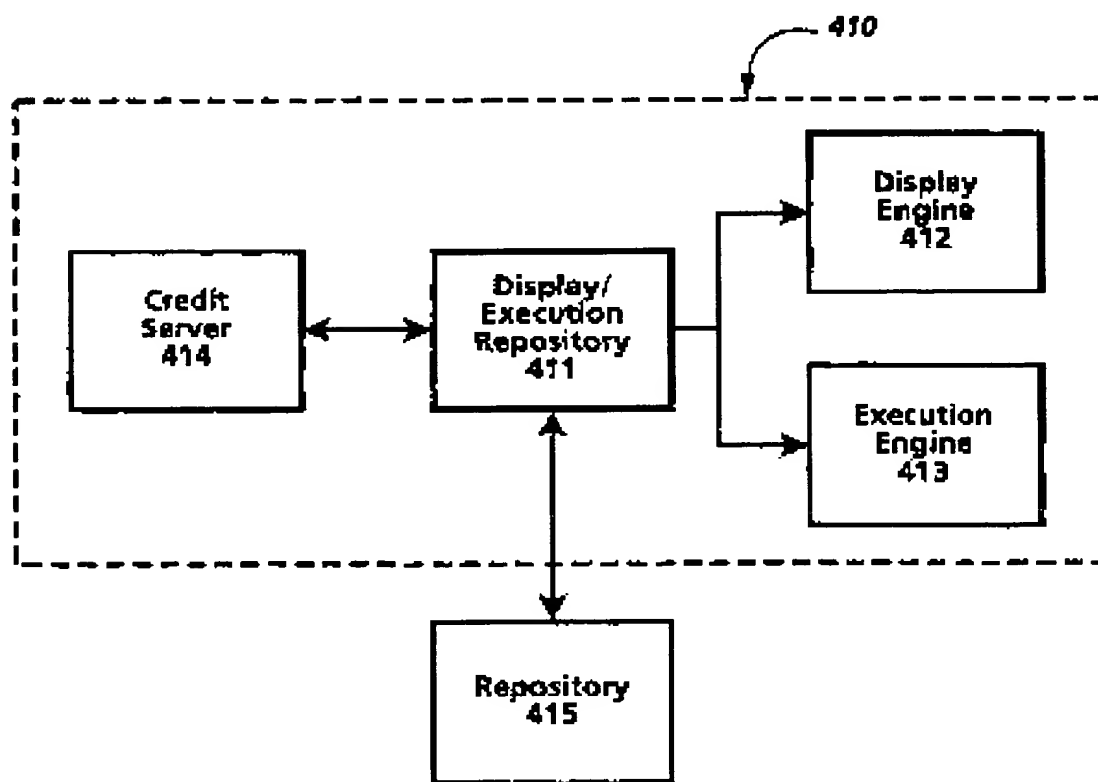 410
Display
Engine
412
Credit
Server
414
Display/
Execution
Repository
411
Execution
Engine
413
Repository
415